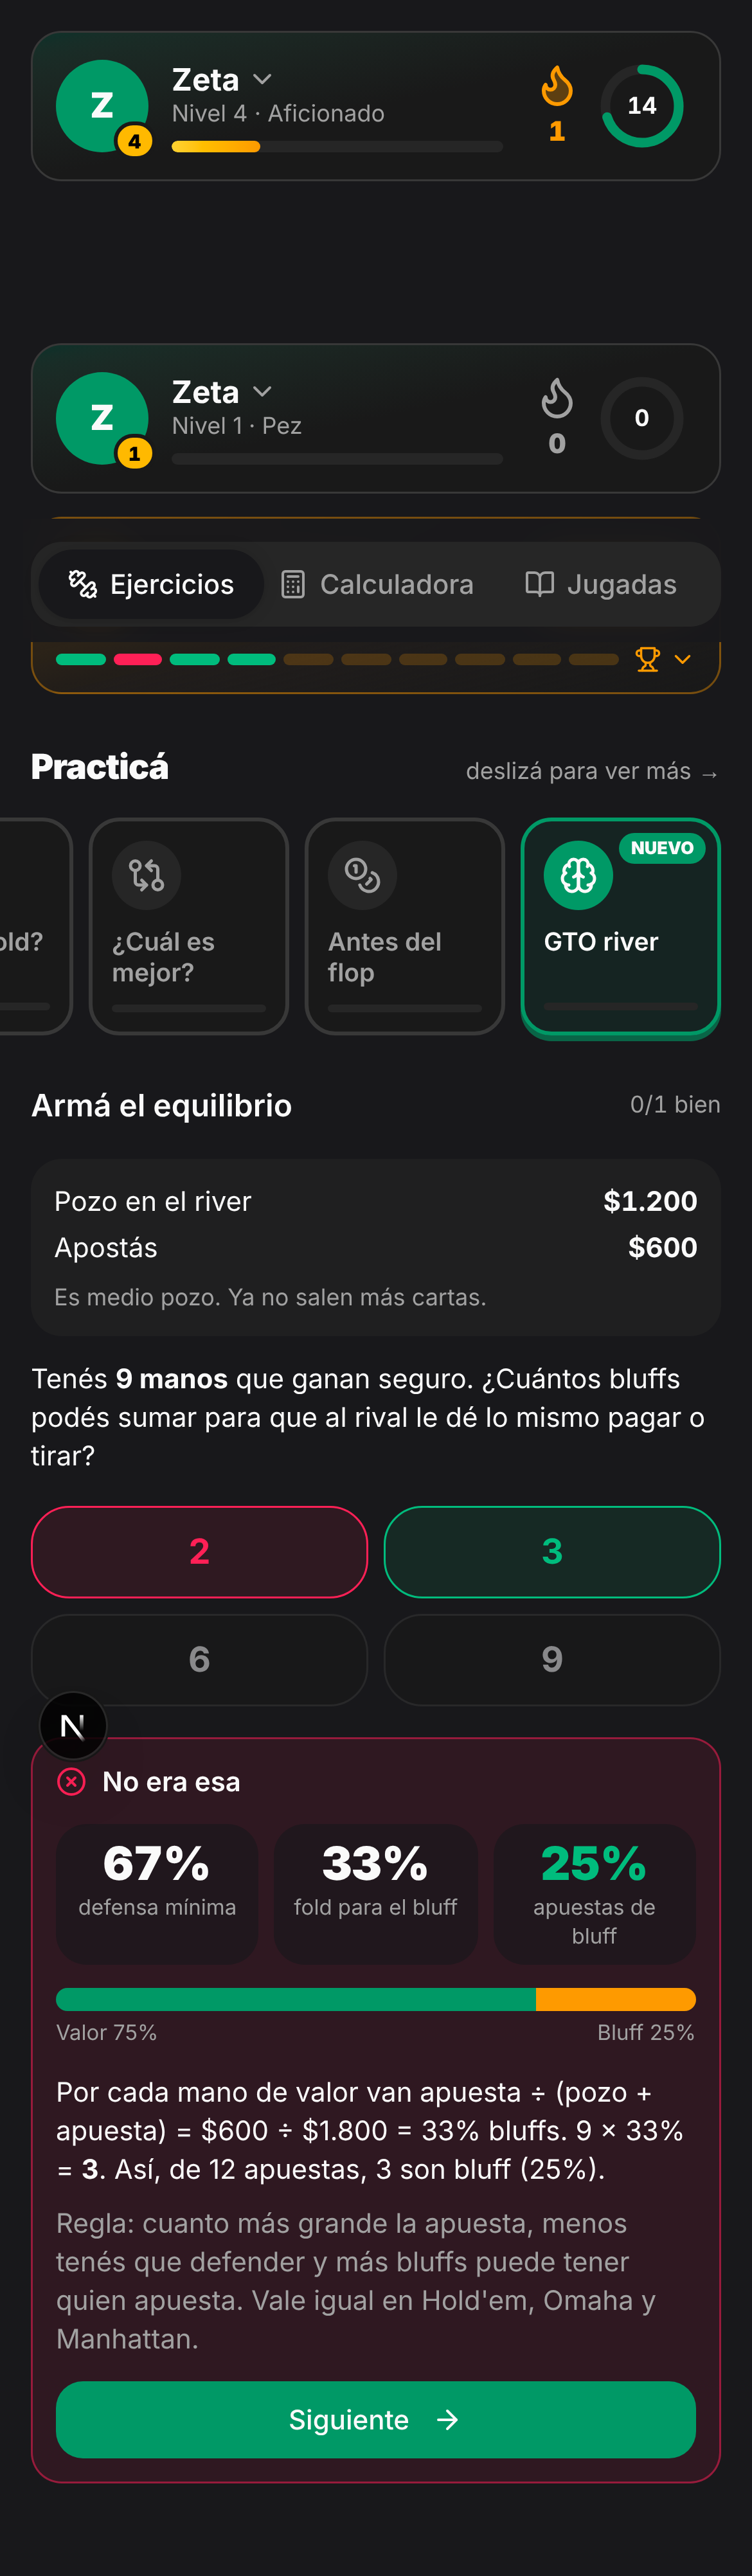 Z
4
Zeta
Nivel 4 · Aficionado
1
14
Z
1
Zeta
Nivel 1 · Pez
0
0
Ejercicios
Calculadora
Jugadas
Practicá
deslizá para ver más →
old?
¿Cuál es
mejor?
Antes del
flop
NUEVO
GTO river
Armá el equilibrio
0/1 bien
Pozo en el river
$1.200
Apostás
$600
Es medio pozo. Ya no salen más cartas.
Tenés 9 manos que ganan seguro. ¿Cuántos bluffs
podés sumar para que al rival le dé lo mismo pagar o
tirar?
2
3
6
9
N
No era esa
67%
defensa mínima
33%
fold para el bluff
25%
apuestas de
bluff
Valor 75%
Bluff 25%
Por cada mano de valor van apuesta ÷ (pozo +
apuesta) = $600 ÷ $1.800 = 33% bluffs. 9 × 33%
= 3. Así, de 12 apuestas, 3 son bluff (25%).
Regla: cuanto más grande la apuesta, menos
tenés que defender y más bluffs puede tener
quien apuesta. Vale igual en Hold'em, Omaha y
Manhattan.
Siguiente →